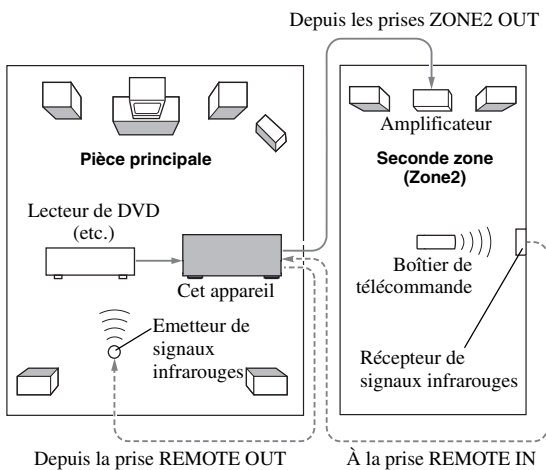 Depuis les prises ZONE2 OUT
Pièce principale
Amplificateur
Seconde zone
(Zone2)
Lecteur de DVD
(etc.)
Cet appareil
Boîtier de
télécommande
Emetteur de
signaux
infrarouges
Récepteur de
signaux infrarouges
Depuis la prise REMOTE OUT
À la prise REMOTE IN